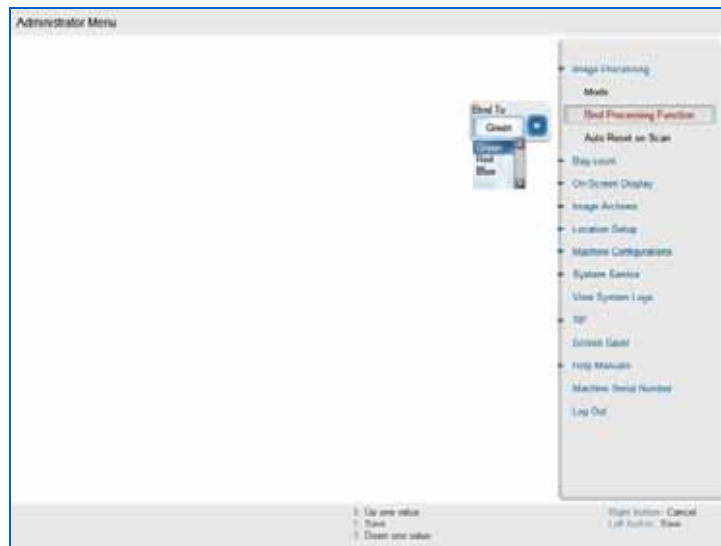 Administrator Menu
Image Processing
Mode
Bind Processing Function
Auto Reset on Scan
Bag count
On-Screen Display
Image Archives
Location Setup
Machine Configurations
System Service
View System Logs
TIP
Screen Saver
Help Manuals
Machine Serial Number
Log Out
Bind To
Green
Green
Red
Blue
Up one value
Save
Down one value
Right button: Cancel
Left button: Save